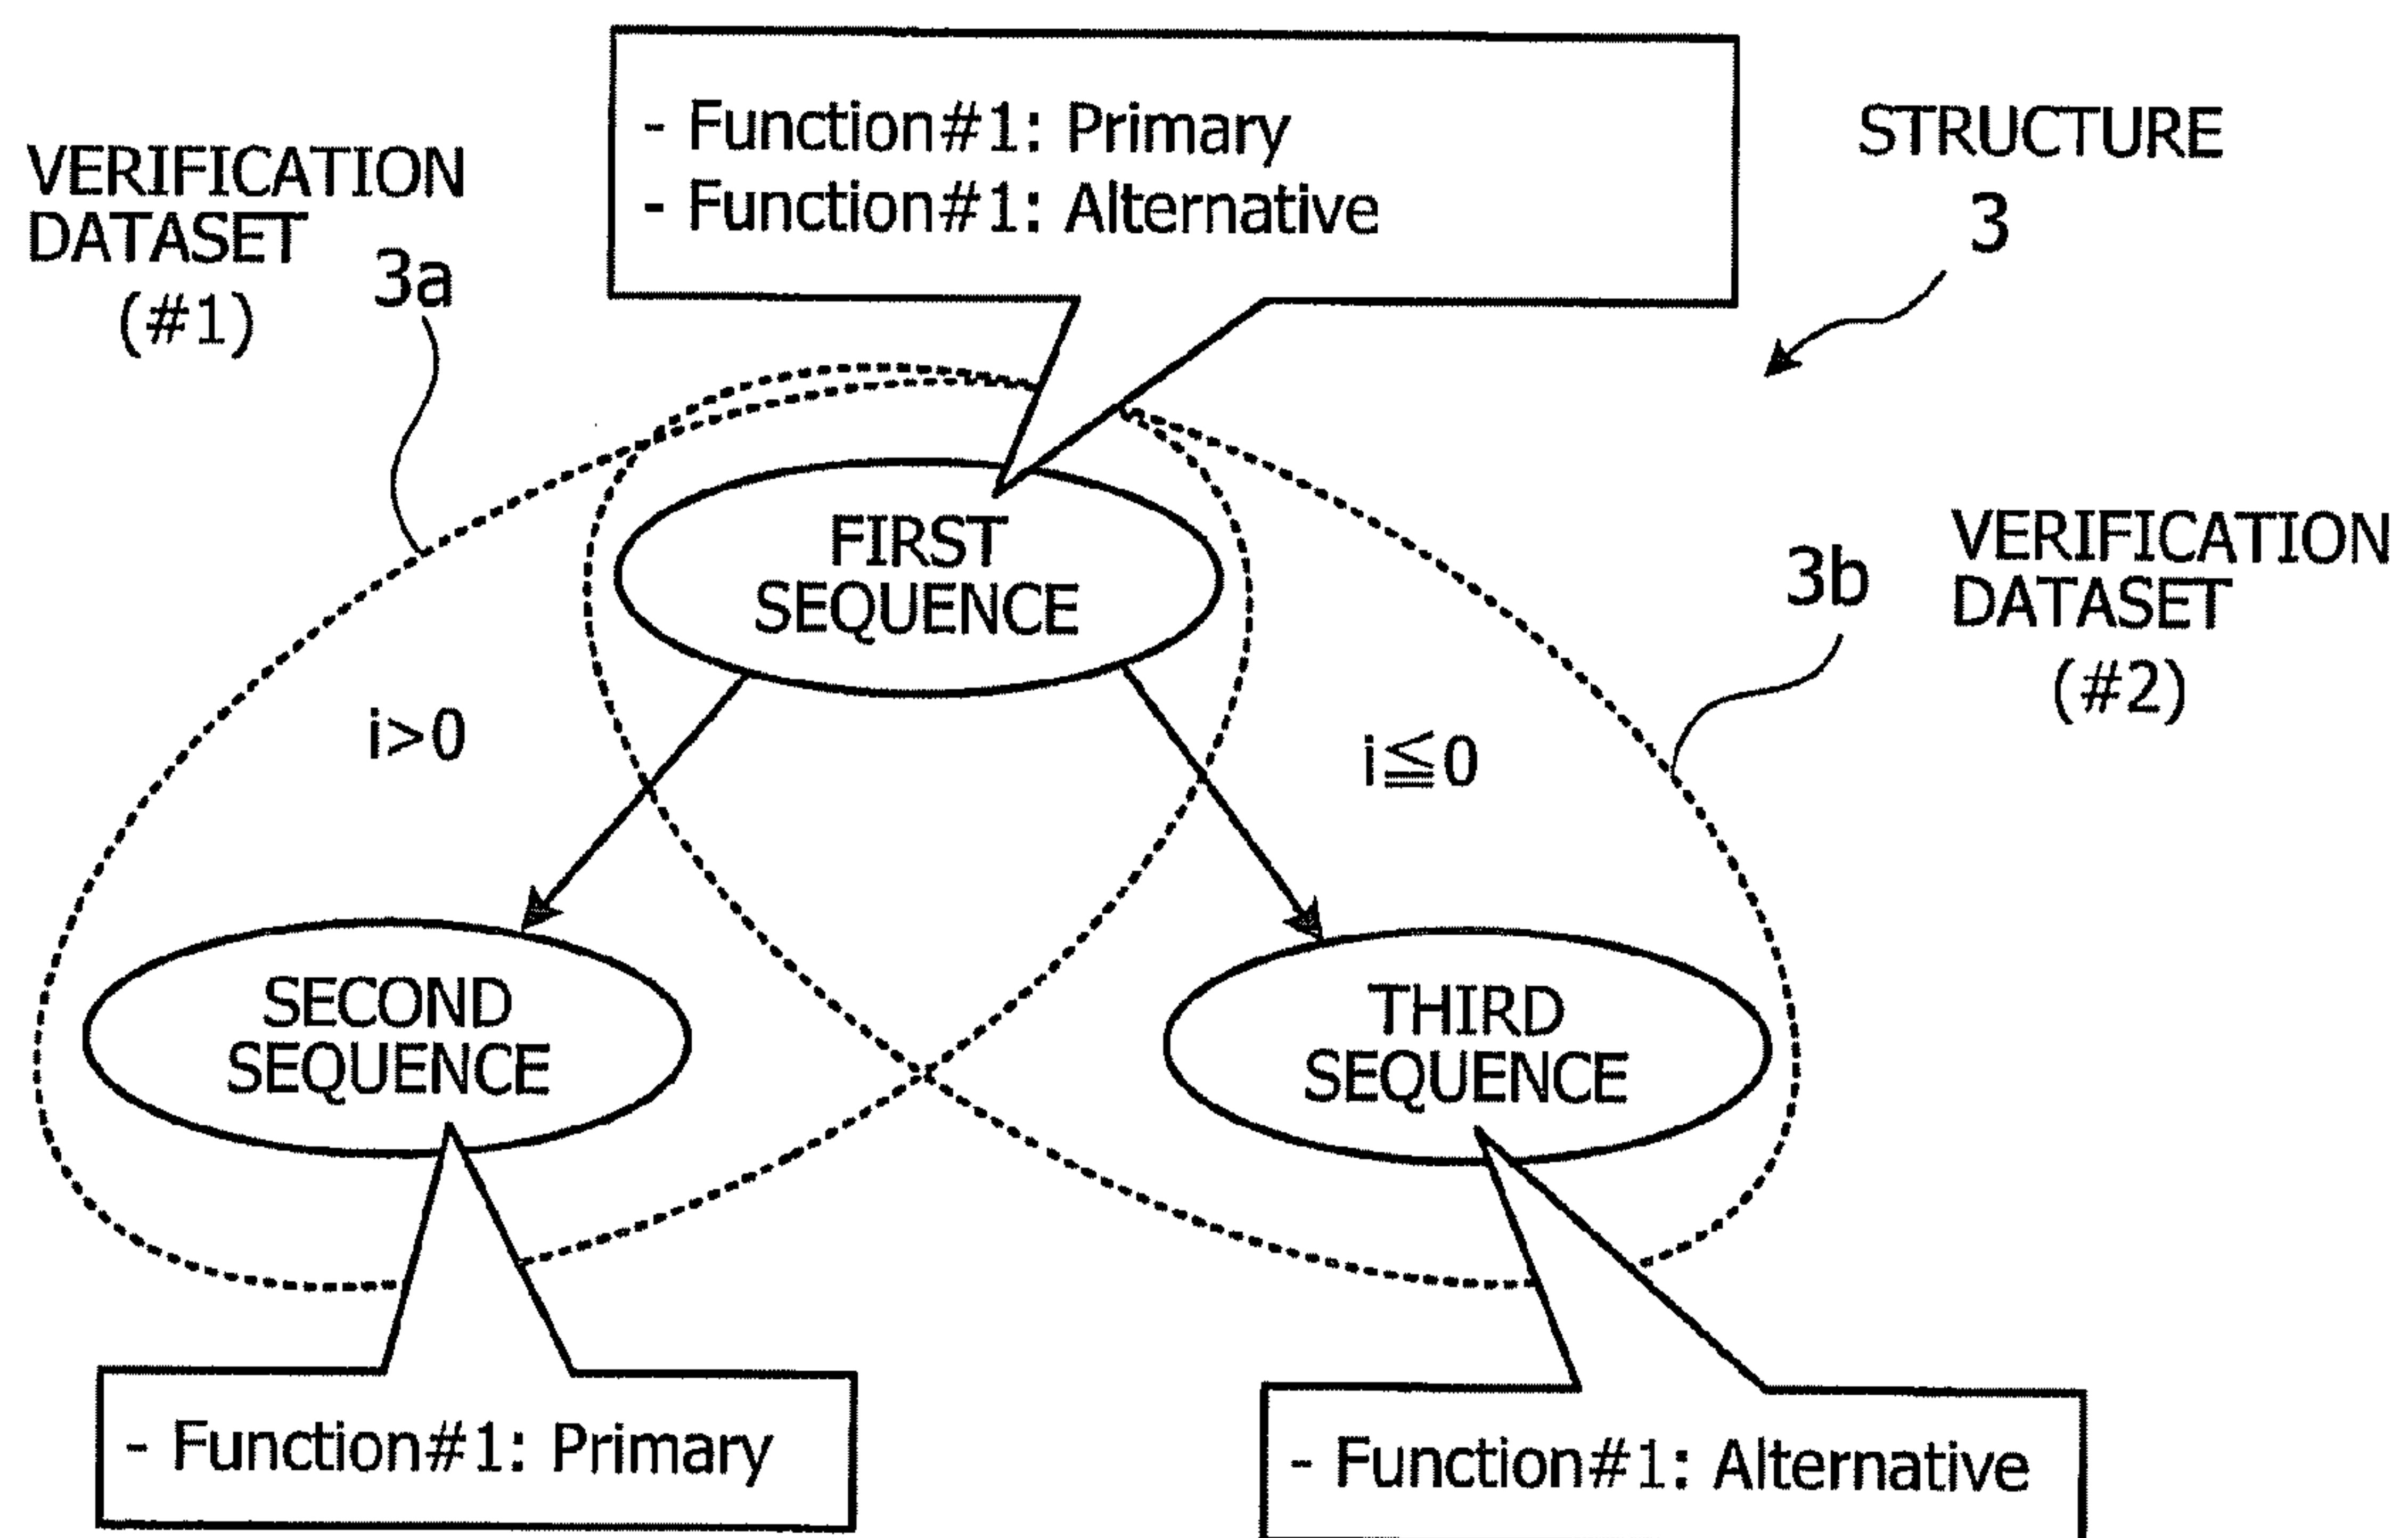 - Function#1: Primary
- Function#1: Alternative
STRUCTURE
3
VERIFICATION
DATASET
(#1)
3a
FIRST
SEQUENCE
3b
VERIFICATION
DATASET
(#2)
i>0
i≦0
SECOND
SEQUENCE
THIRD
SEQUENCE
- Function#1: Primary
- Function#1: Alternative